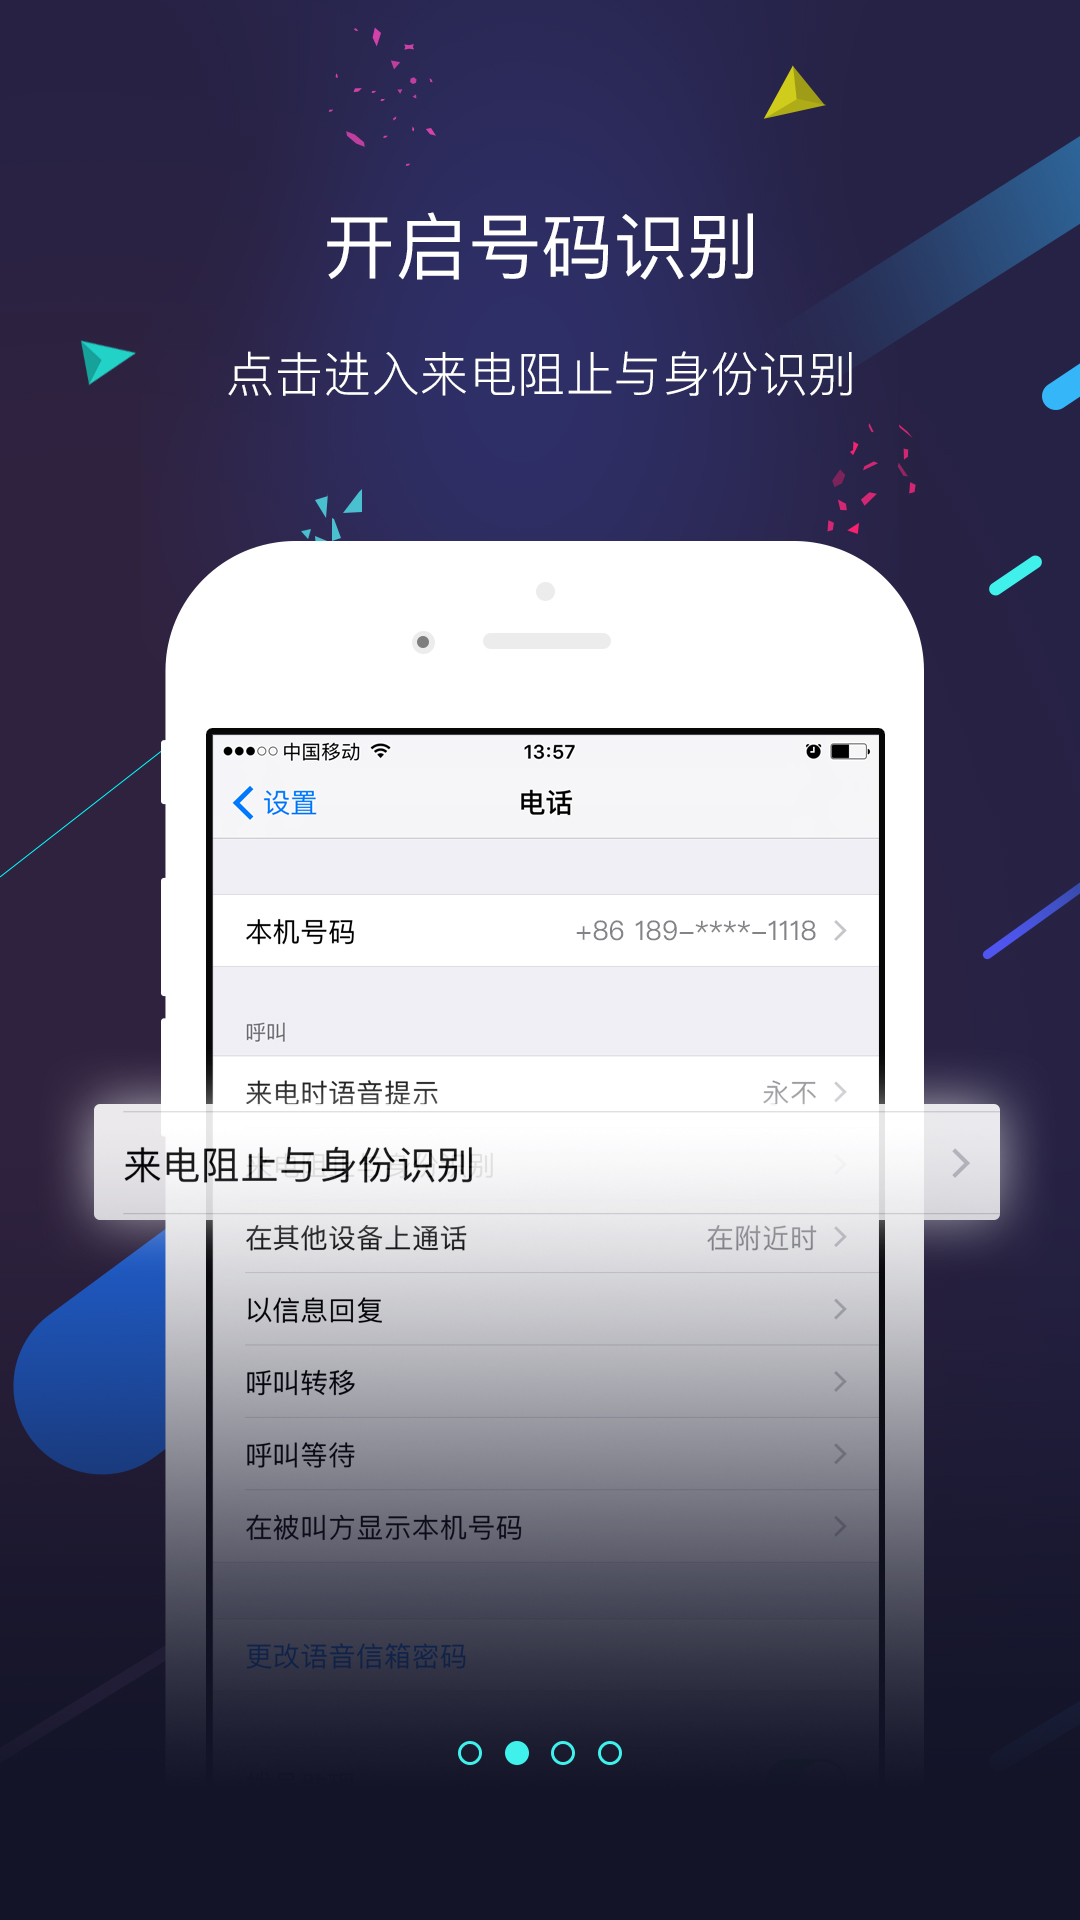 开启号码识别
点击进入来电阻止与身份识别
中国移动 13:57
设置 电话
本机号码 +86 189-****-1118
呼叫
来电时语音提示 永不
来电阻止与身份识别
在其他设备上通话 在附近时
以信息回复
呼叫转移
呼叫等待
在被叫方显示本机号码
更改语音信箱密码